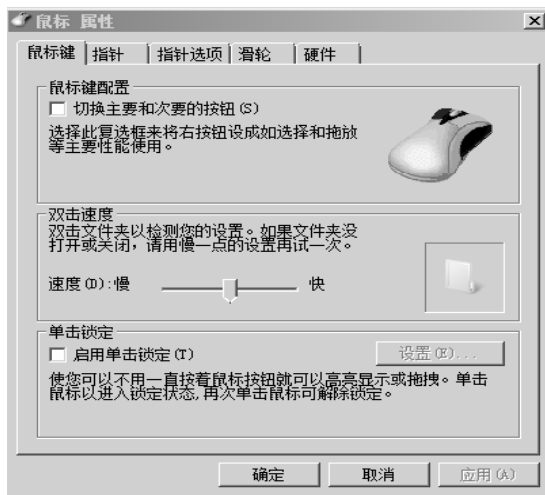 鼠标 属性
鼠标键 指针 指针选项 滑轮 硬件
鼠标键配置
切换主要和次要的按钮(S)
选择此复选框来将右按钮设成如选择和拖放
等主要性能使用。
双击速度
双击文件夹以检测您的设置。如果文件夹没
打开或关闭,请用慢一点的设置再试一次。
速度(D):慢 快
单击锁定
启用单击锁定(T) 设置(E)...
使您可以不用一直按着鼠标按钮就可以高亮显示或拖拽。单击
鼠标以进入锁定状态,再次单击鼠标可解除锁定。
确定 取消 应用(A)